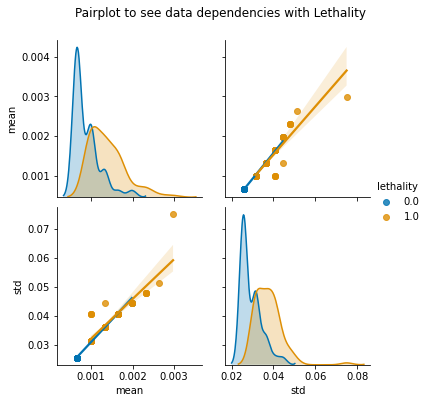 Pairplot to see data dependencies with Lethality
0.004
0.003
0.002
0.001
mean
lethality
0.0
1.0
0.07
0.06
0.05
0.04
0.03
std
0.001 0.002 0.003
mean
0.02 0.04 0.06 0.08
std